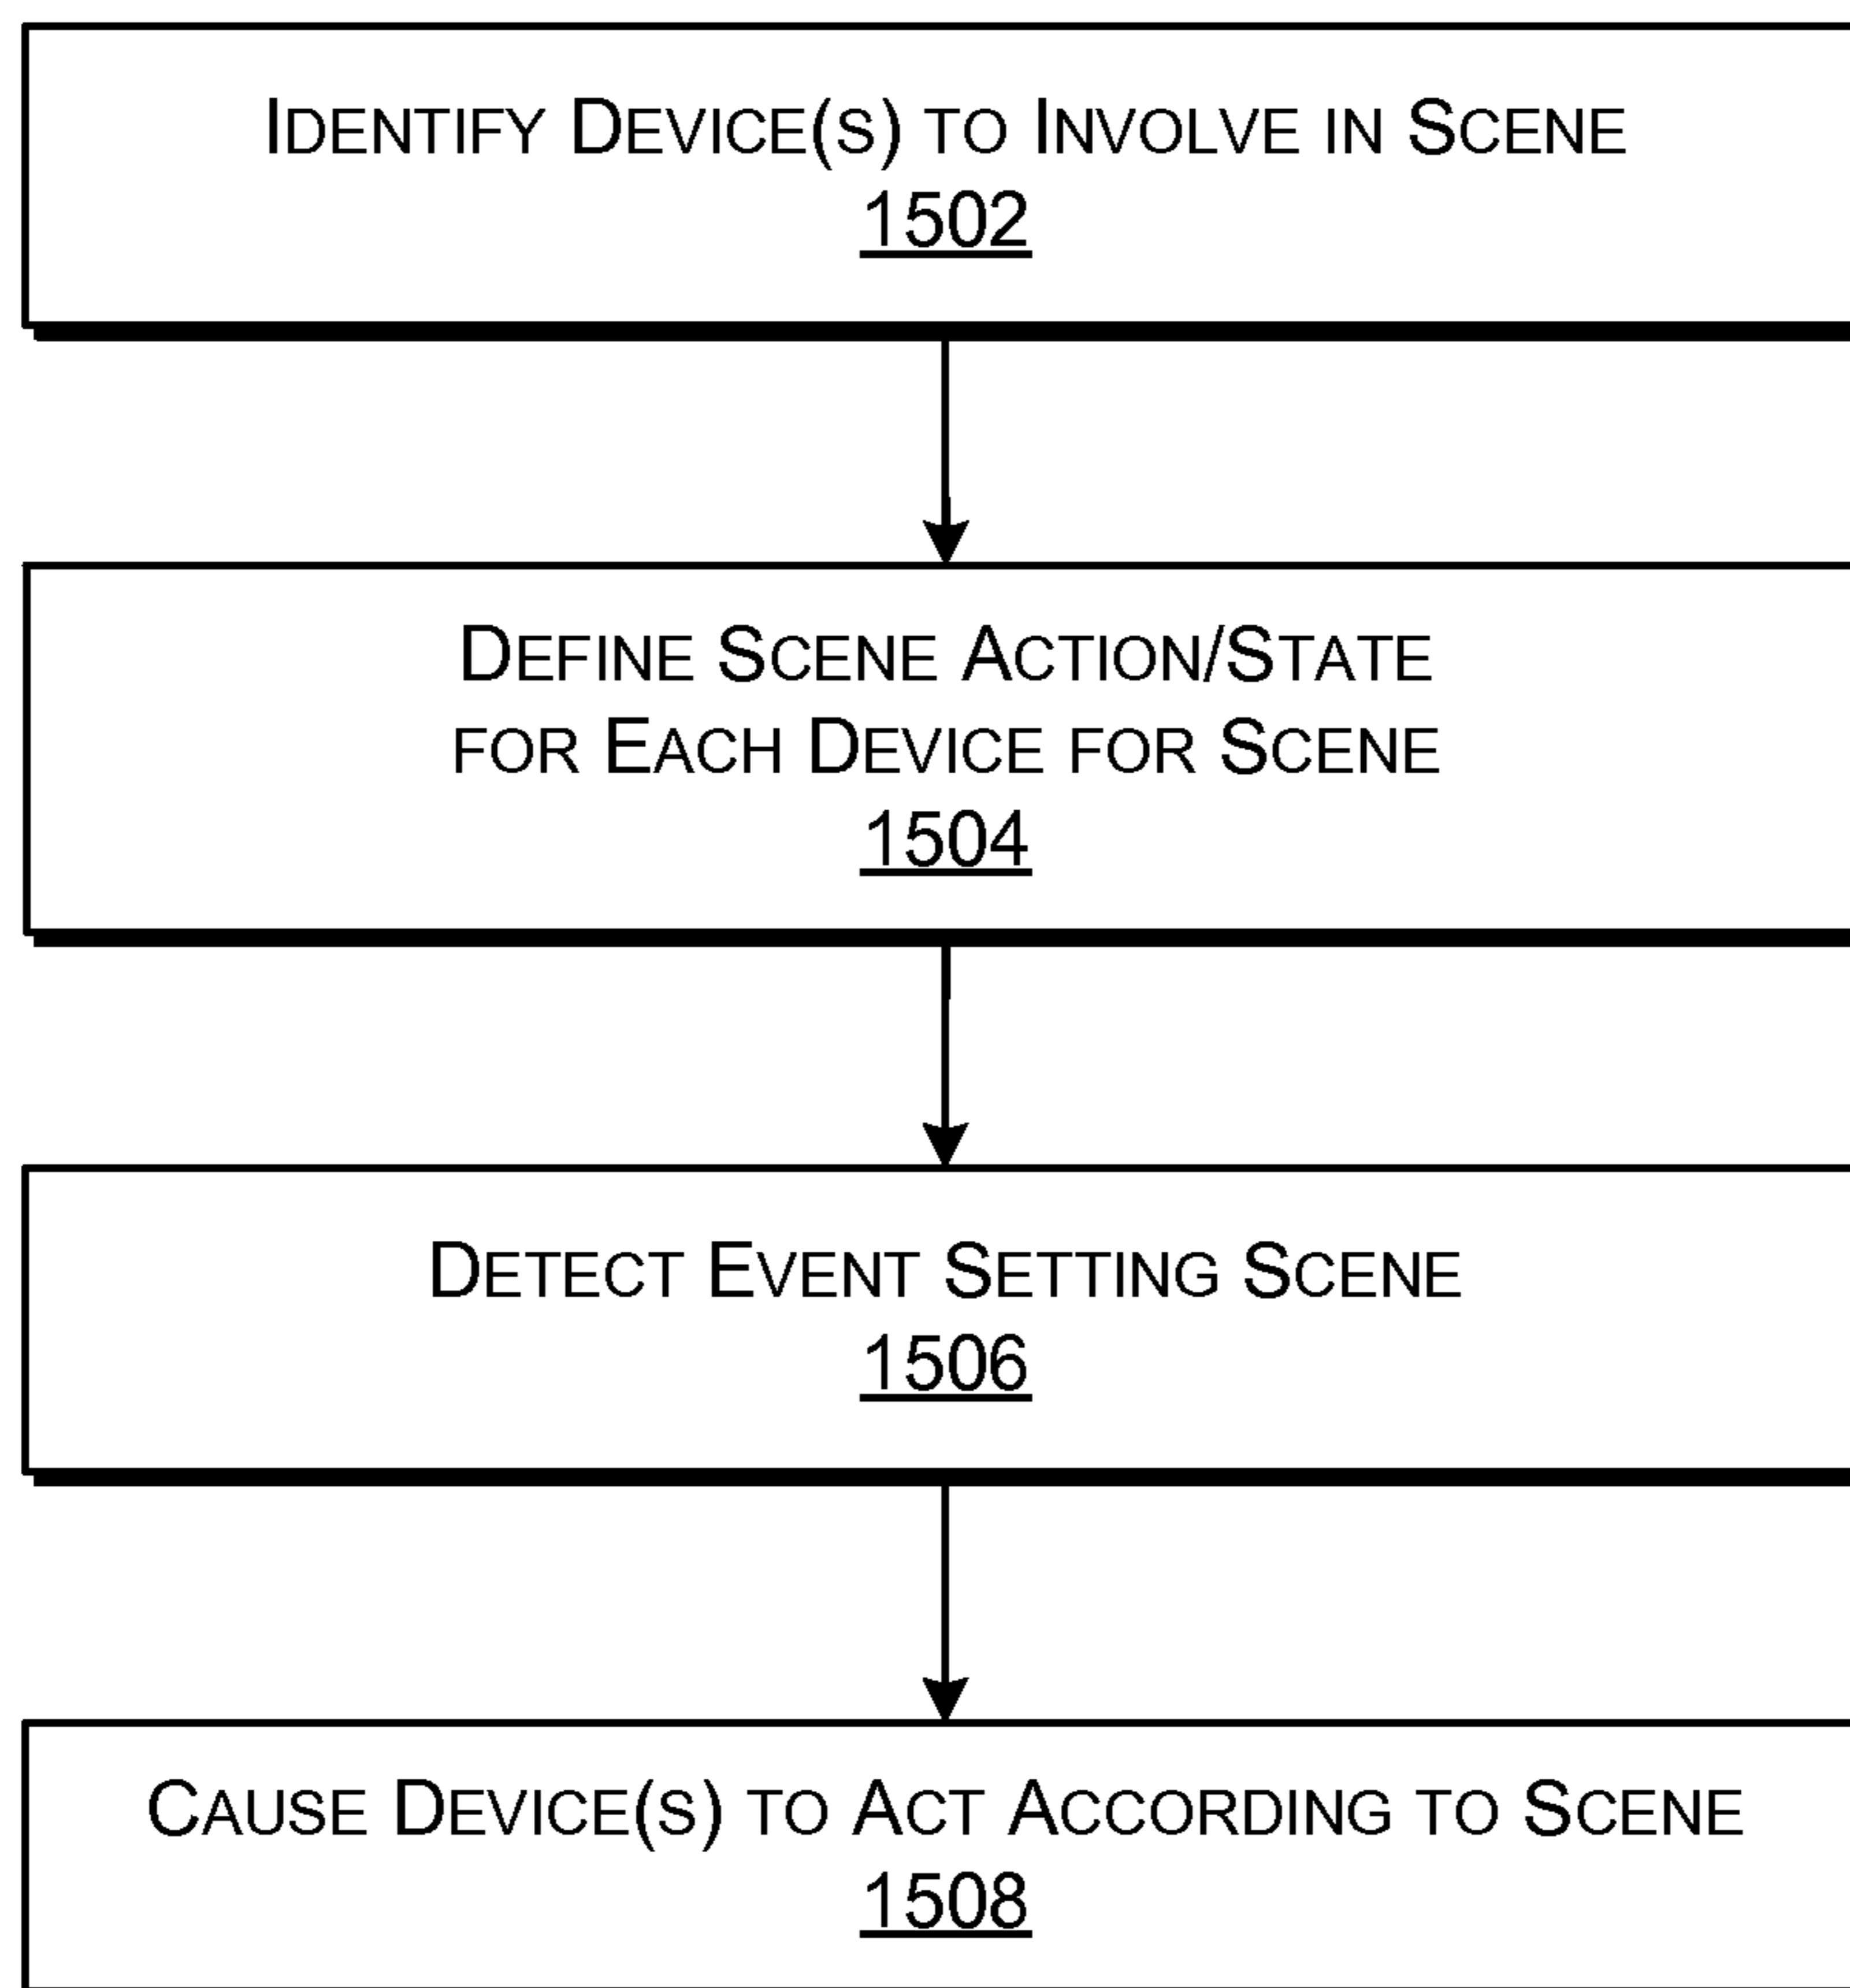 IDENTIFY DEVICE(S) TO INVOLVE IN SCENE
1502
DEFINE SCENE ACTION/STATE
FOR EACH DEVICE FOR SCENE
1504
DETECT EVENT SETTING SCENE
1506
CAUSE DEVICE(S) TO ACT ACCORDING TO SCENE
1508